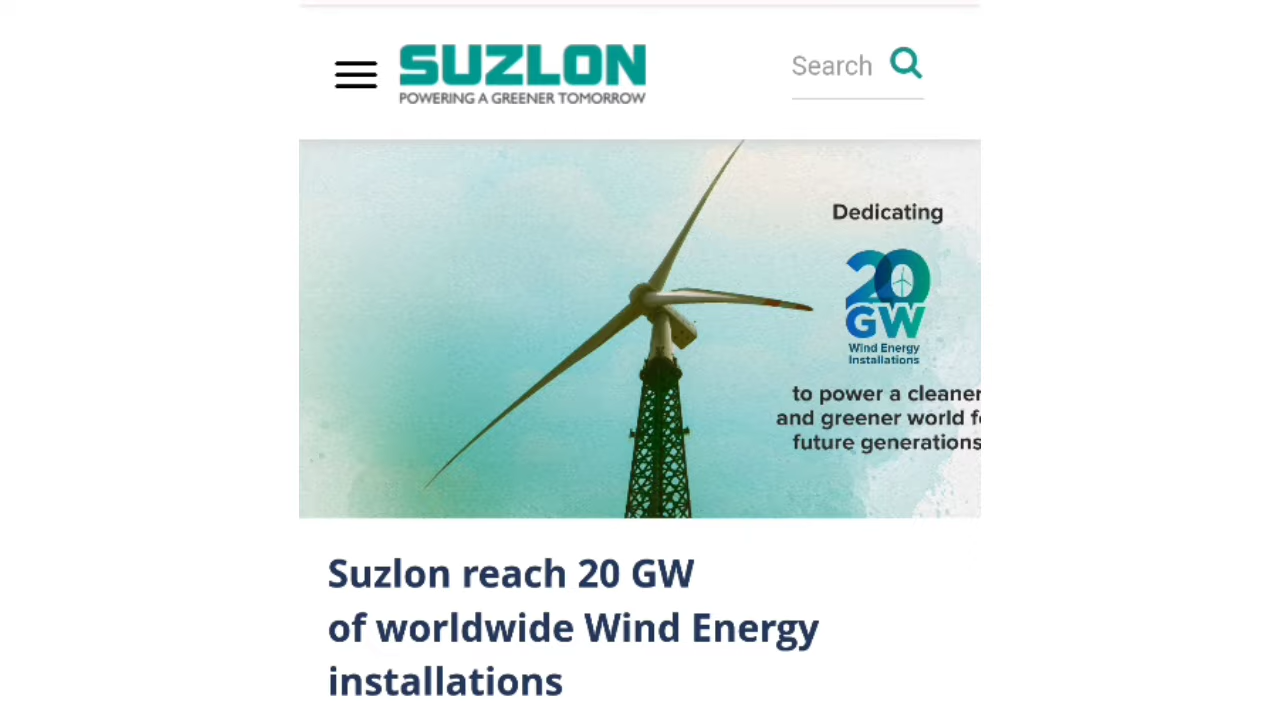 SUZLON
POWERING A GREENER TOMORROW
Search
Dedicating
20
GW
Wind Energy
Installations
to power a cleaner
and greener world f
future generations
Suzlon reach 20 GW
of worldwide Wind Energy
installations